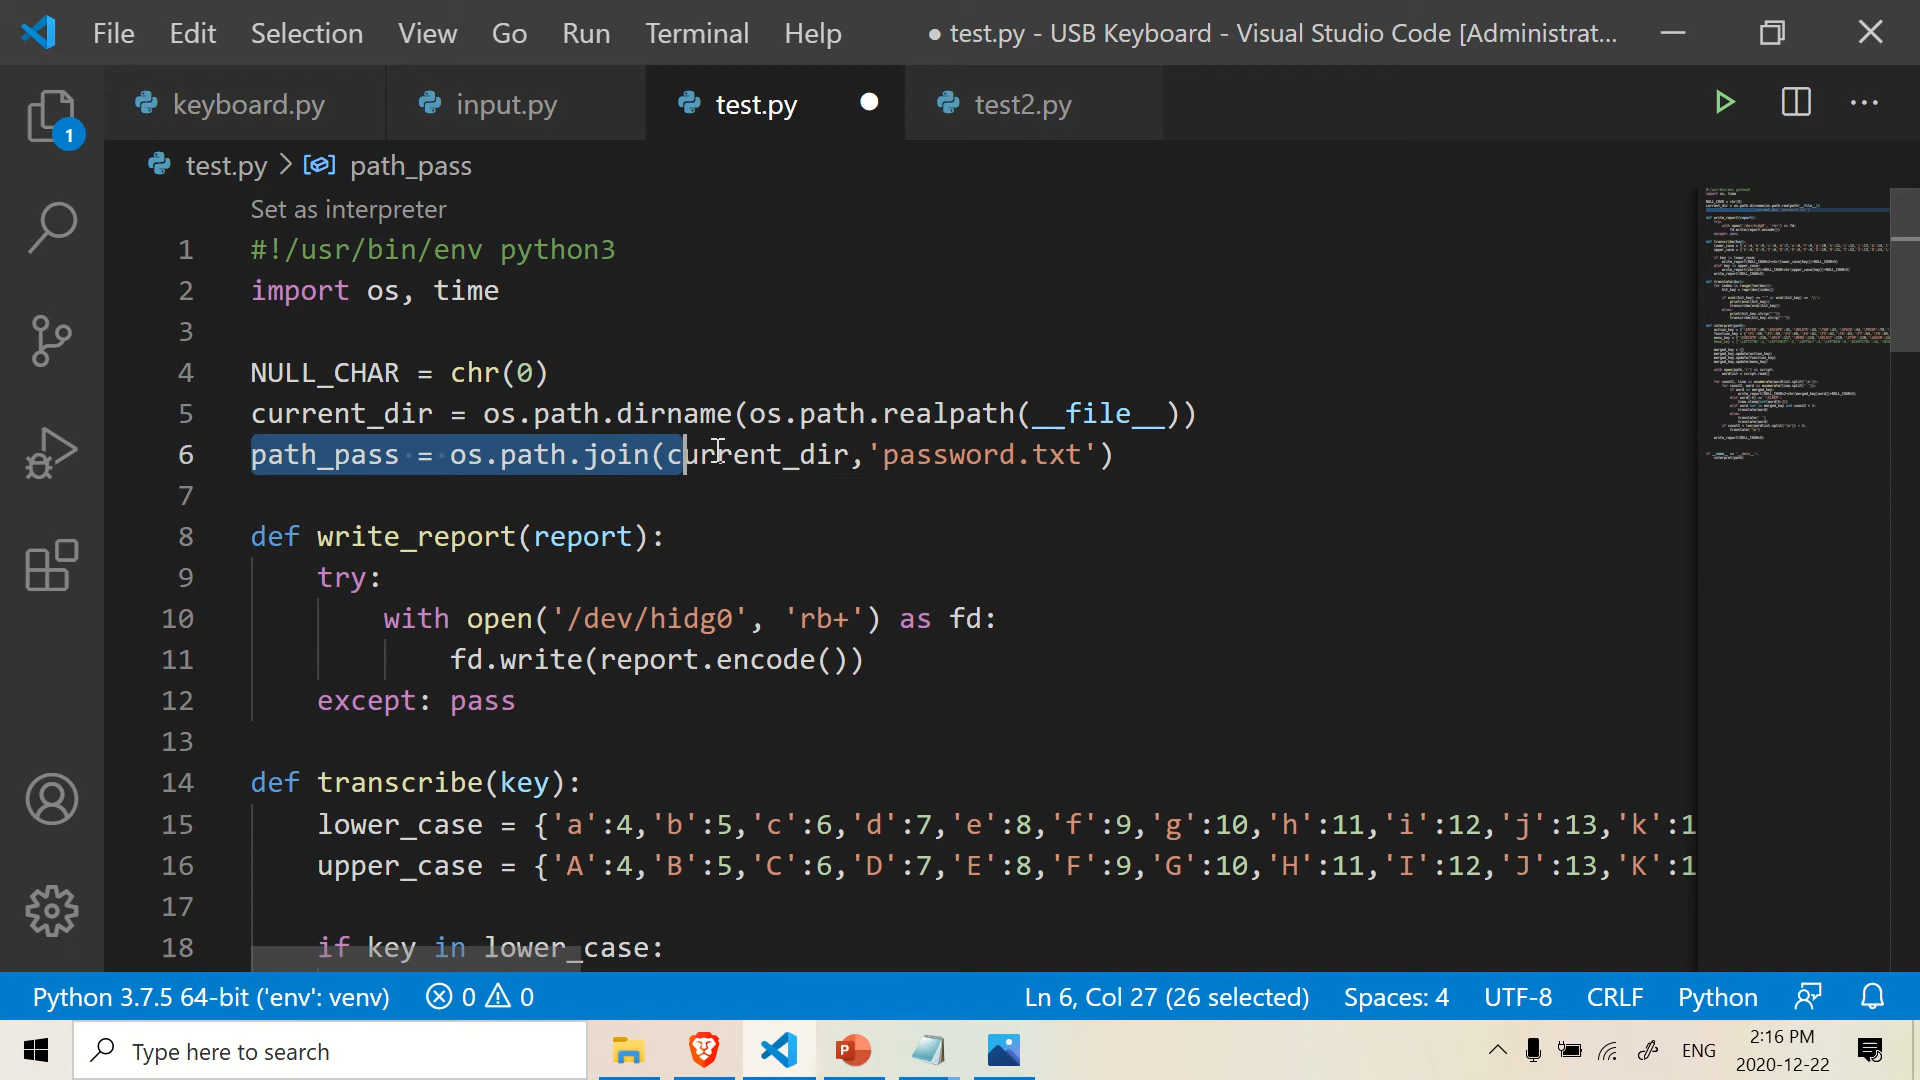 File Edit Selection View Go Run Terminal Help ● test.py - USB Keyboard - Visual Studio Code [Administrat...
keyboard.py input.py test.py test2.py
1
test.py > path_pass
Set as interpreter
1 #!/usr/bin/env python3
2 import os, time
3
4 NULL_CHAR = chr(0)
5 current_dir = os.path.dirname(os.path.realpath(__file__))
6 path_pass = os.path.join(current_dir,'password.txt')
7
8 def write_report(report):
9 try:
10 with open('/dev/hidg0', 'rb+') as fd:
11 fd.write(report.encode())
12 except: pass
13
14 def transcribe(key):
15 lower_case = {'a':4,'b':5,'c':6,'d':7,'e':8,'f':9,'g':10,'h':11,'i':12,'j':13,'k':1
16 upper_case = {'A':4,'B':5,'C':6,'D':7,'E':8,'F':9,'G':10,'H':11,'I':12,'J':13,'K':1
17
18 if key in lower_case:
Python 3.7.5 64-bit ('env': venv) 0 0 Ln 6, Col 27 (26 selected) Spaces: 4 UTF-8 CRLF Python
Type here to search
ENG
2:16 PM
2020-12-22